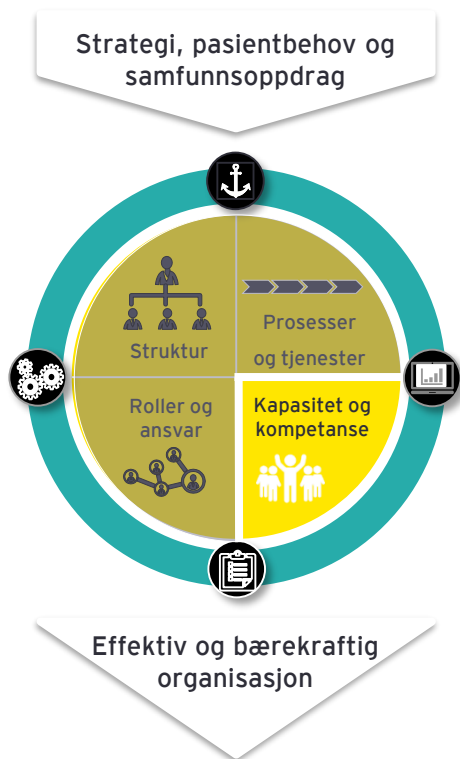 Strategi, pasientbehov og
samfunnsoppdrag
Struktur
Prosesser
og tjenester
Roller og
ansvar
Kapasitet og
kompetanse
Effektiv og bærekraftig
organisasjon